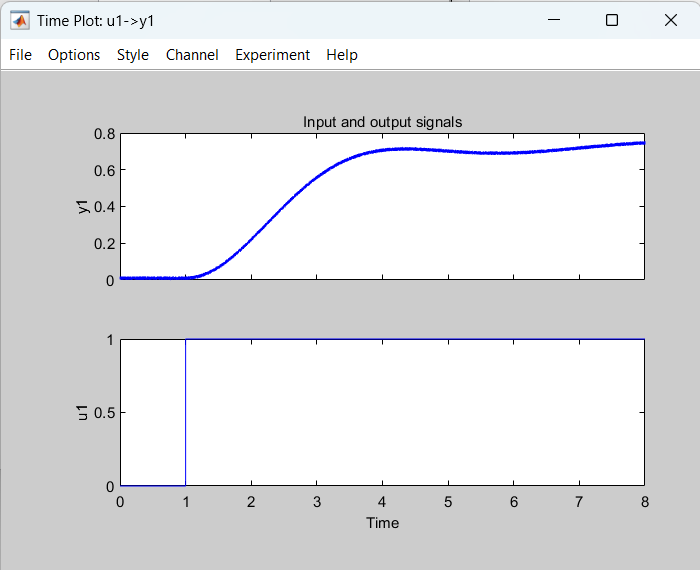 Time Plot: u1->y1
File Options Style Channel Experiment Help
Input and output signals
0.8
0.6
0.4
0.2
0
y1
1
0.5
0
u1
0 1 2 3 4 5 6 7 8
Time